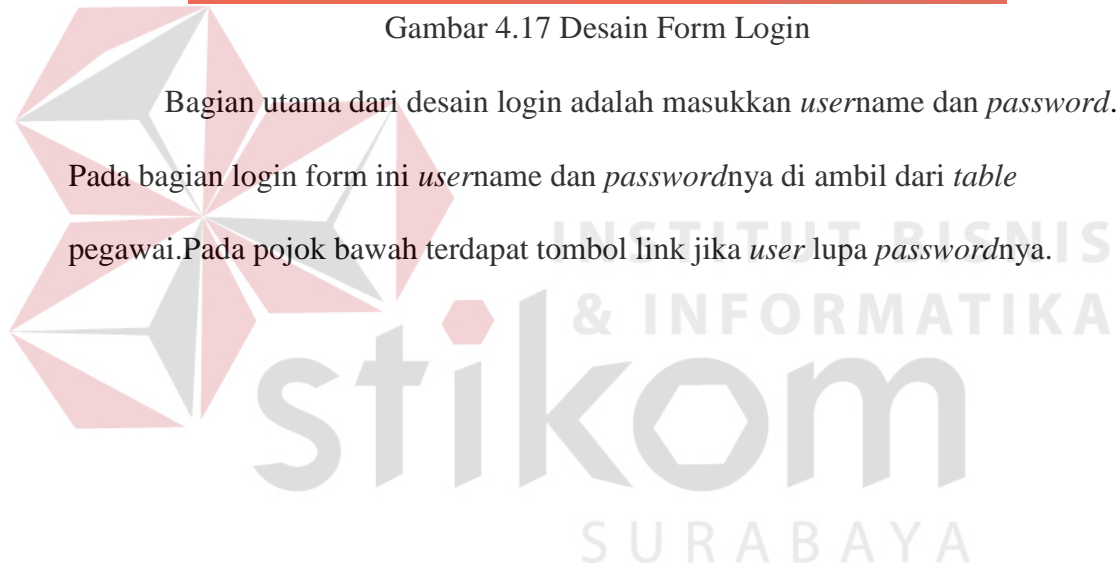 Gambar 4.17 Desain Form Login
Bagian utama dari desain login adalah masukkan username dan password.
Pada bagian login form ini username dan passwordnya di ambil dari table
pegawai.Pada pojok bawah terdapat tombol link jika user lupa passwordnya.
INSTITUT BISNIS
& INFORMATIKA
stikom
SURABAYA